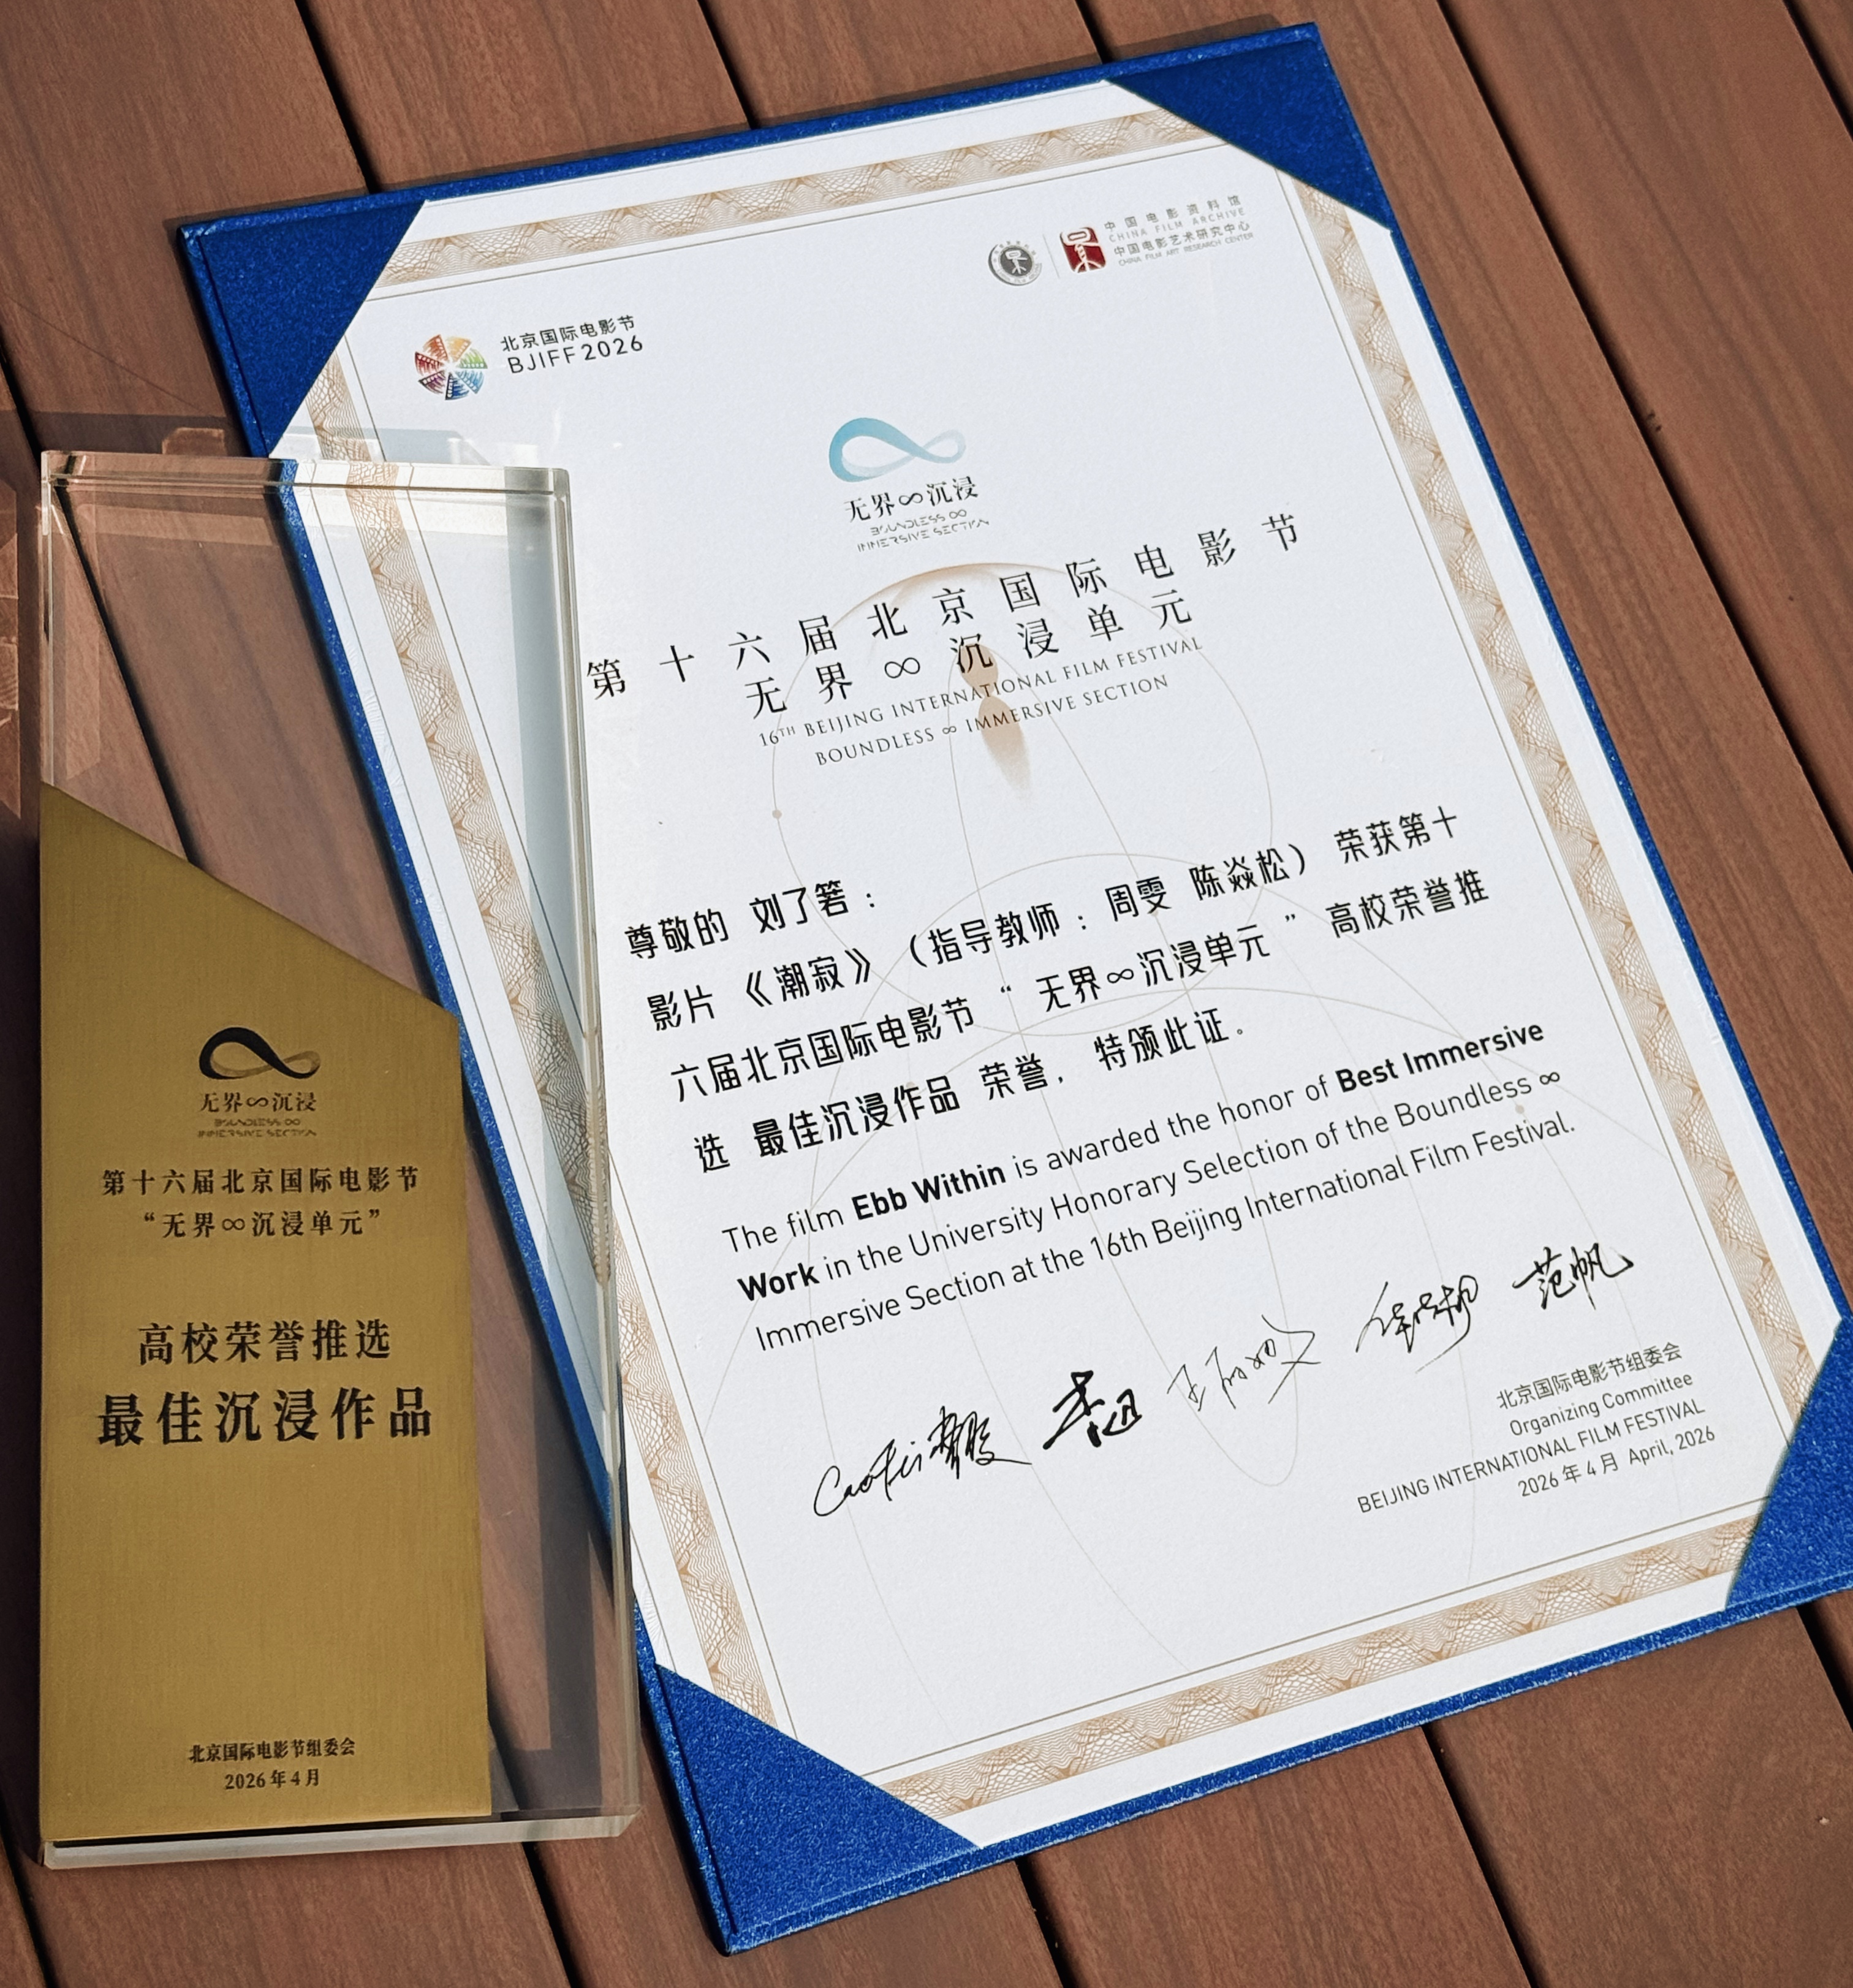 北京国际电影节
BJIFF 2026
中国电影资料馆
CHINA FILM ARCHIVE
中国电影艺术研究中心
CHINA FILM ART RESEARCH CENTER
无界∞沉浸
BOUNDLESS ∞
IMMERSIVE SECTION
第十六届北京国际电影节
无界∞沉浸单元
16TH BEIJING INTERNATIONAL FILM FESTIVAL
BOUNDLESS ∞ IMMERSIVE SECTION
尊敬的 刘了箬：
影片《潮寂》（指导教师：周雯 陈焱松） 荣获第十
六届北京国际电影节“无界∞沉浸单元”高校荣誉推
选 最佳沉浸作品 荣誉，特颁此证。
The film Ebb Within is awarded the honor of Best Immersive
Work in the University Honorary Selection of the Boundless ∞
Immersive Section at the 16th Beijing International Film Festival.
范帆
北京国际电影节组委会
Organizing Committee
BEIJING INTERNATIONAL FILM FESTIVAL
2026年4月 April, 2026
无界∞沉浸
BOUNDLESS ∞
IMMERSIVE SECTION
第十六届北京国际电影节
“无界∞沉浸单元”
高校荣誉推选
最佳沉浸作品
北京国际电影节组委会
2026年4月